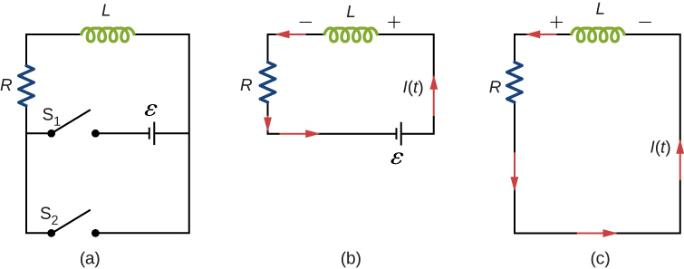 L
R
S₁
ε
S₂
(a)
− L +
R
I(t)
ε
(b)
+ L −
R
I(t)
(c)